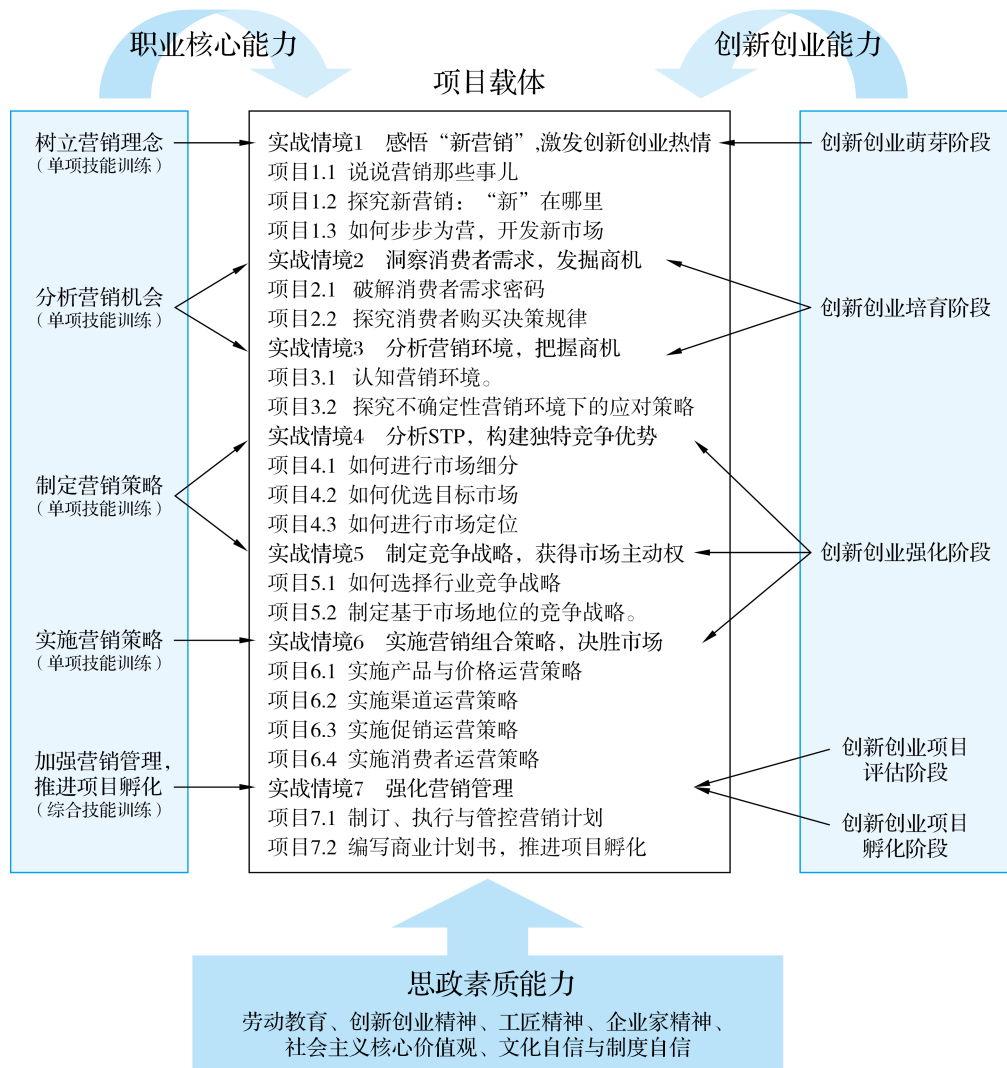 职业核心能力
创新创业能力
项目载体
树立营销理念
（单项技能训练）
分析营销机会
（单项技能训练）
制定营销策略
（单项技能训练）
实施营销策略
（单项技能训练）
加强营销管理，
推进项目孵化
（综合技能训练）
实战情境1 感悟“新营销”,激发创新创业热情
项目1.1 说说营销那些事儿
项目1.2 探究新营销：“新”在哪里
项目1.3 如何步步为营，开发新市场
实战情境2 洞察消费者需求，发掘商机
项目2.1 破解消费者需求密码
项目2.2 探究消费者购买决策规律
实战情境3 分析营销环境，把握商机
项目3.1 认知营销环境。
项目3.2 探究不确定性营销环境下的应对策略
实战情境4 分析STP，构建独特竞争优势
项目4.1 如何进行市场细分
项目4.2 如何优选目标市场
项目4.3 如何进行市场定位
实战情境5 制定竞争战略，获得市场主动权
项目5.1 如何选择行业竞争战略
项目5.2 制定基于市场地位的竞争战略。
实战情境6 实施营销组合策略，决胜市场
项目6.1 实施产品与价格运营策略
项目6.2 实施渠道运营策略
项目6.3 实施促销运营策略
项目6.4 实施消费者运营策略
实战情境7 强化营销管理
项目7.1 制订、执行与管控营销计划
项目7.2 编写商业计划书，推进项目孵化
创新创业萌芽阶段
创新创业培育阶段
创新创业强化阶段
创新创业项目
评估阶段
创新创业项目
孵化阶段
思政素质能力
劳动教育、创新创业精神、工匠精神、企业家精神、
社会主义核心价值观、文化自信与制度自信